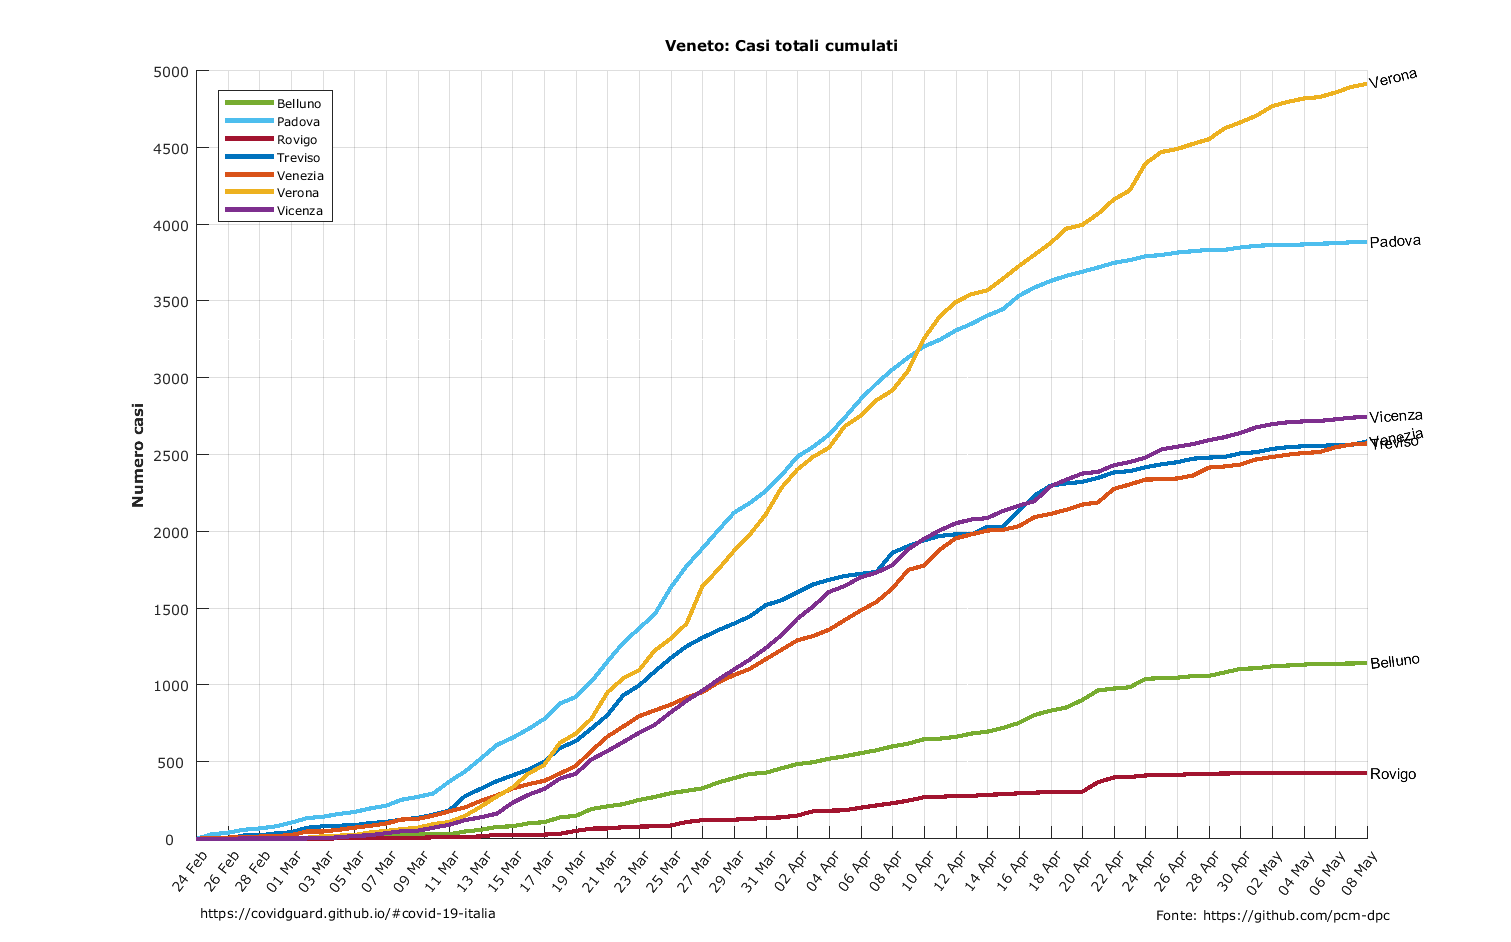 Veneto: Casi totali cumulati
5000
4500
4000
3500
3000
2500
2000
1500
1000
500
0
Numero casi
Belluno
Padova
Rovigo
Treviso
Venezia
Verona
Vicenza
Verona
Padova
Vicenza
Venezia
Treviso
Belluno
Rovigo
24 Feb
26 Feb
28 Feb
01 Mar
03 Mar
05 Mar
07 Mar
09 Mar
11 Mar
13 Mar
15 Mar
17 Mar
19 Mar
21 Mar
23 Mar
25 Mar
27 Mar
29 Mar
31 Mar
02 Apr
04 Apr
06 Apr
08 Apr
10 Apr
12 Apr
14 Apr
16 Apr
18 Apr
20 Apr
22 Apr
24 Apr
26 Apr
28 Apr
30 Apr
02 May
04 May
06 May
08 May
https://covidguard.github.io/#covid-19-italia
Fonte: https://github.com/pcm-dpc